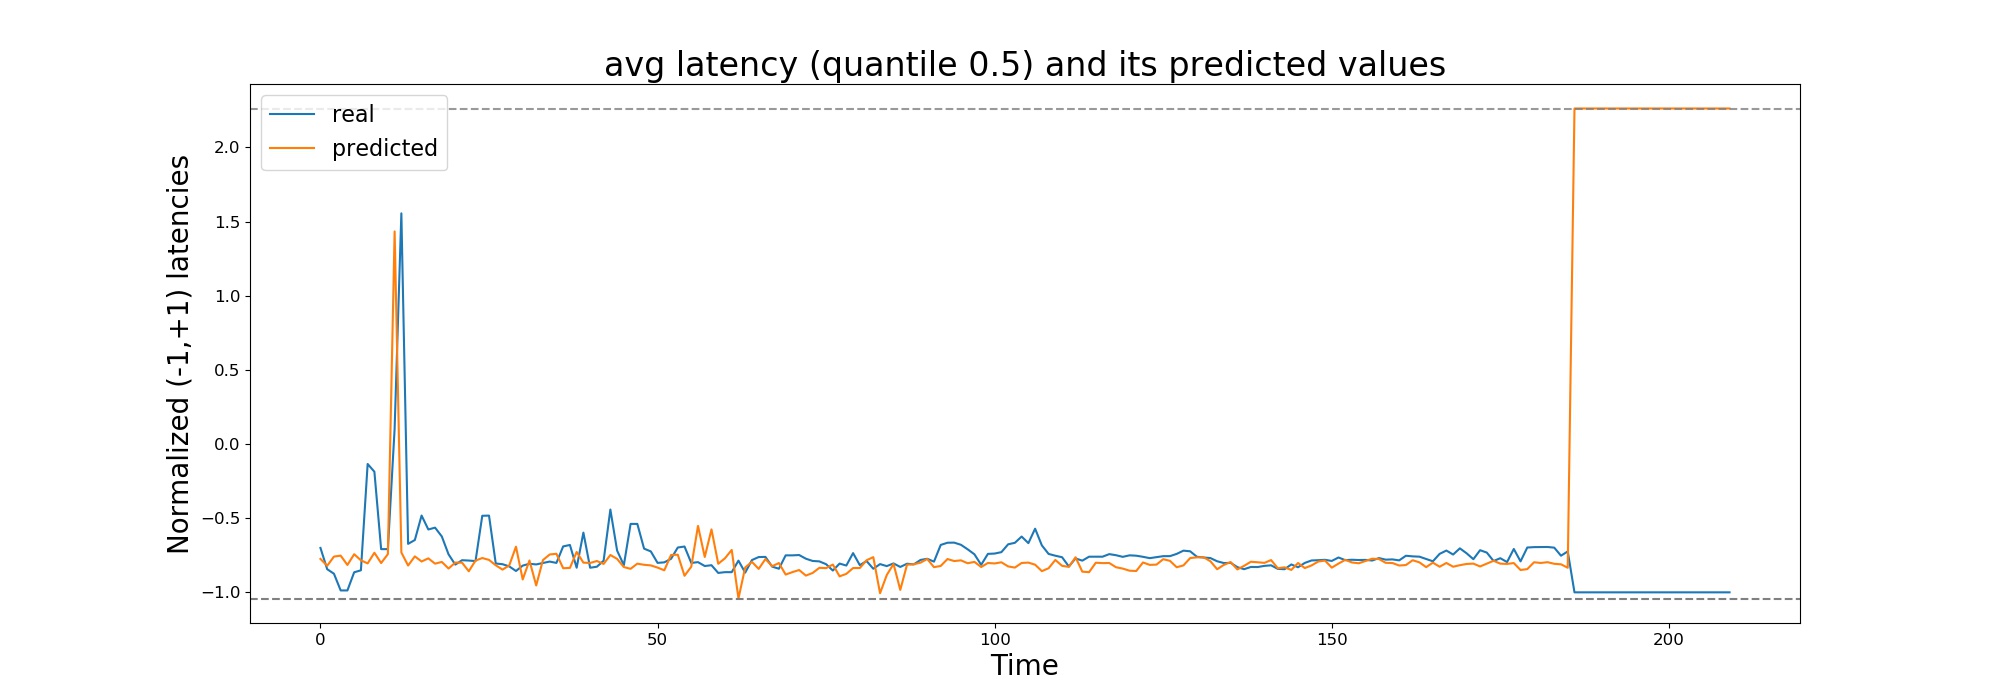 avg latency (quantile 0.5) and its predicted values
real
predicted
Normalized (-1,+1) latencies
2.0
1.5
1.0
0.5
0.0
−0.5
−1.0
0 50 100 150 200
Time